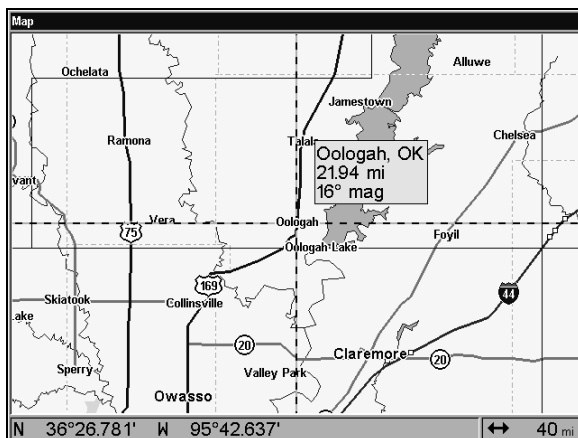 Map
Ochelata
Alluwe
Jamestown
Ramona
Talala
Chelsea
Oologah, OK
21.94 mi
16° mag
vant
Vera
Oologah
75
Foyil
Oologah Lake
169
44
Skiatook
Collinsville
Lake
20
Claremore
20
Sperry
Valley Park
Owasso
N 36°26.781' W 95°42.637' ↔ 40 mi